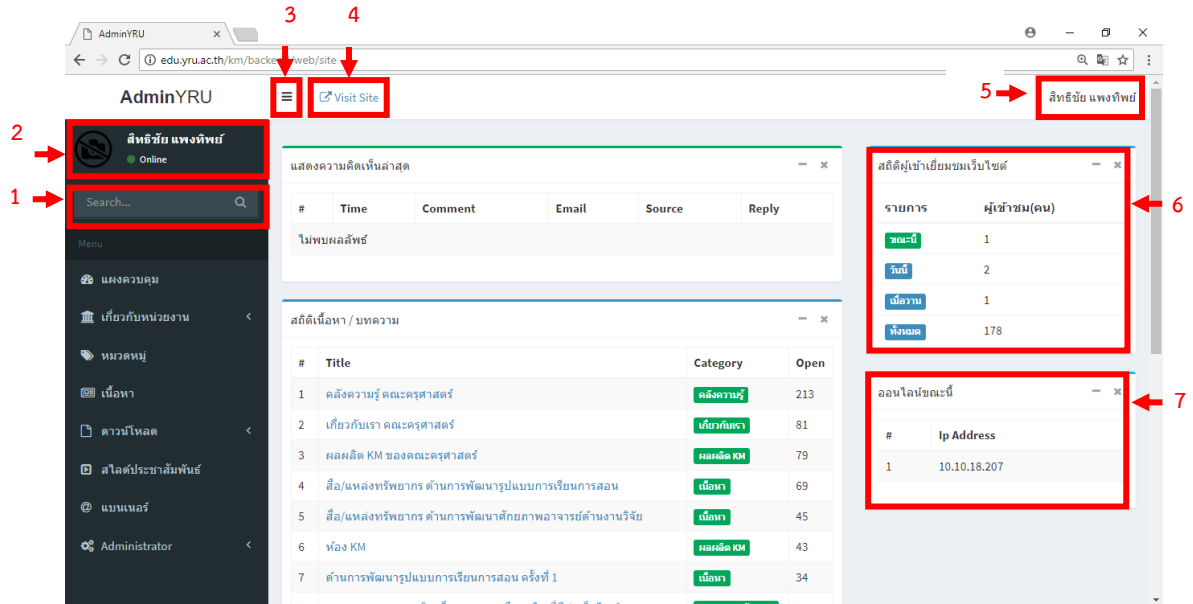 3 4
AdminYRU
edu.yru.ac.th/km/backe /web/site
AdminYRU Visit Site 5 สิทธิชัย แพงทิพย์
2 สิทธิชัย แพงทิพย์
Online
1 Search...
Menu
แผงควบคุม
เกี่ยวกับหน่วยงาน
หมวดหมู่
เนื้อหา
ดาวน์โหลด
สไลด์ประชาสัมพันธ์
@ แบนเนอร์
Administrator
แสดงความคิดเห็นล่าสุด
# Time Comment Email Source Reply
ไม่พบผลลัพธ์
สถิติเนื้อหา / บทความ
# Title Category Open
1 คลังความรู้ คณะครุศาสตร์ คลังความรู้ 213
2 เกี่ยวกับเรา คณะครุศาสตร์ เกี่ยวกับเรา 81
3 ผลผลิต KM ของคณะครุศาสตร์ ผลผลิต KM 79
4 สื่อ/แหล่งทรัพยากร ด้านการพัฒนารูปแบบการเรียนการสอน เนื้อหา 69
5 สื่อ/แหล่งทรัพยากร ด้านการพัฒนาศักยภาพอาจารย์ด้านงานวิจัย เนื้อหา 45
6 ห้อง KM ผลผลิต KM 43
7 ด้านการพัฒนารูปแบบการเรียนการสอน ครั้งที่ 1 เนื้อหา 34
สถิติผู้เข้าเยี่ยมชมเว็บไซต์
รายการ ผู้เข้าชม(คน) 6
ขณะนี้ 1
วันนี้ 2
เมื่อวาน 1
ทั้งหมด 178
ออนไลน์ขณะนี้ 7
# Ip Address
1 10.10.18.207